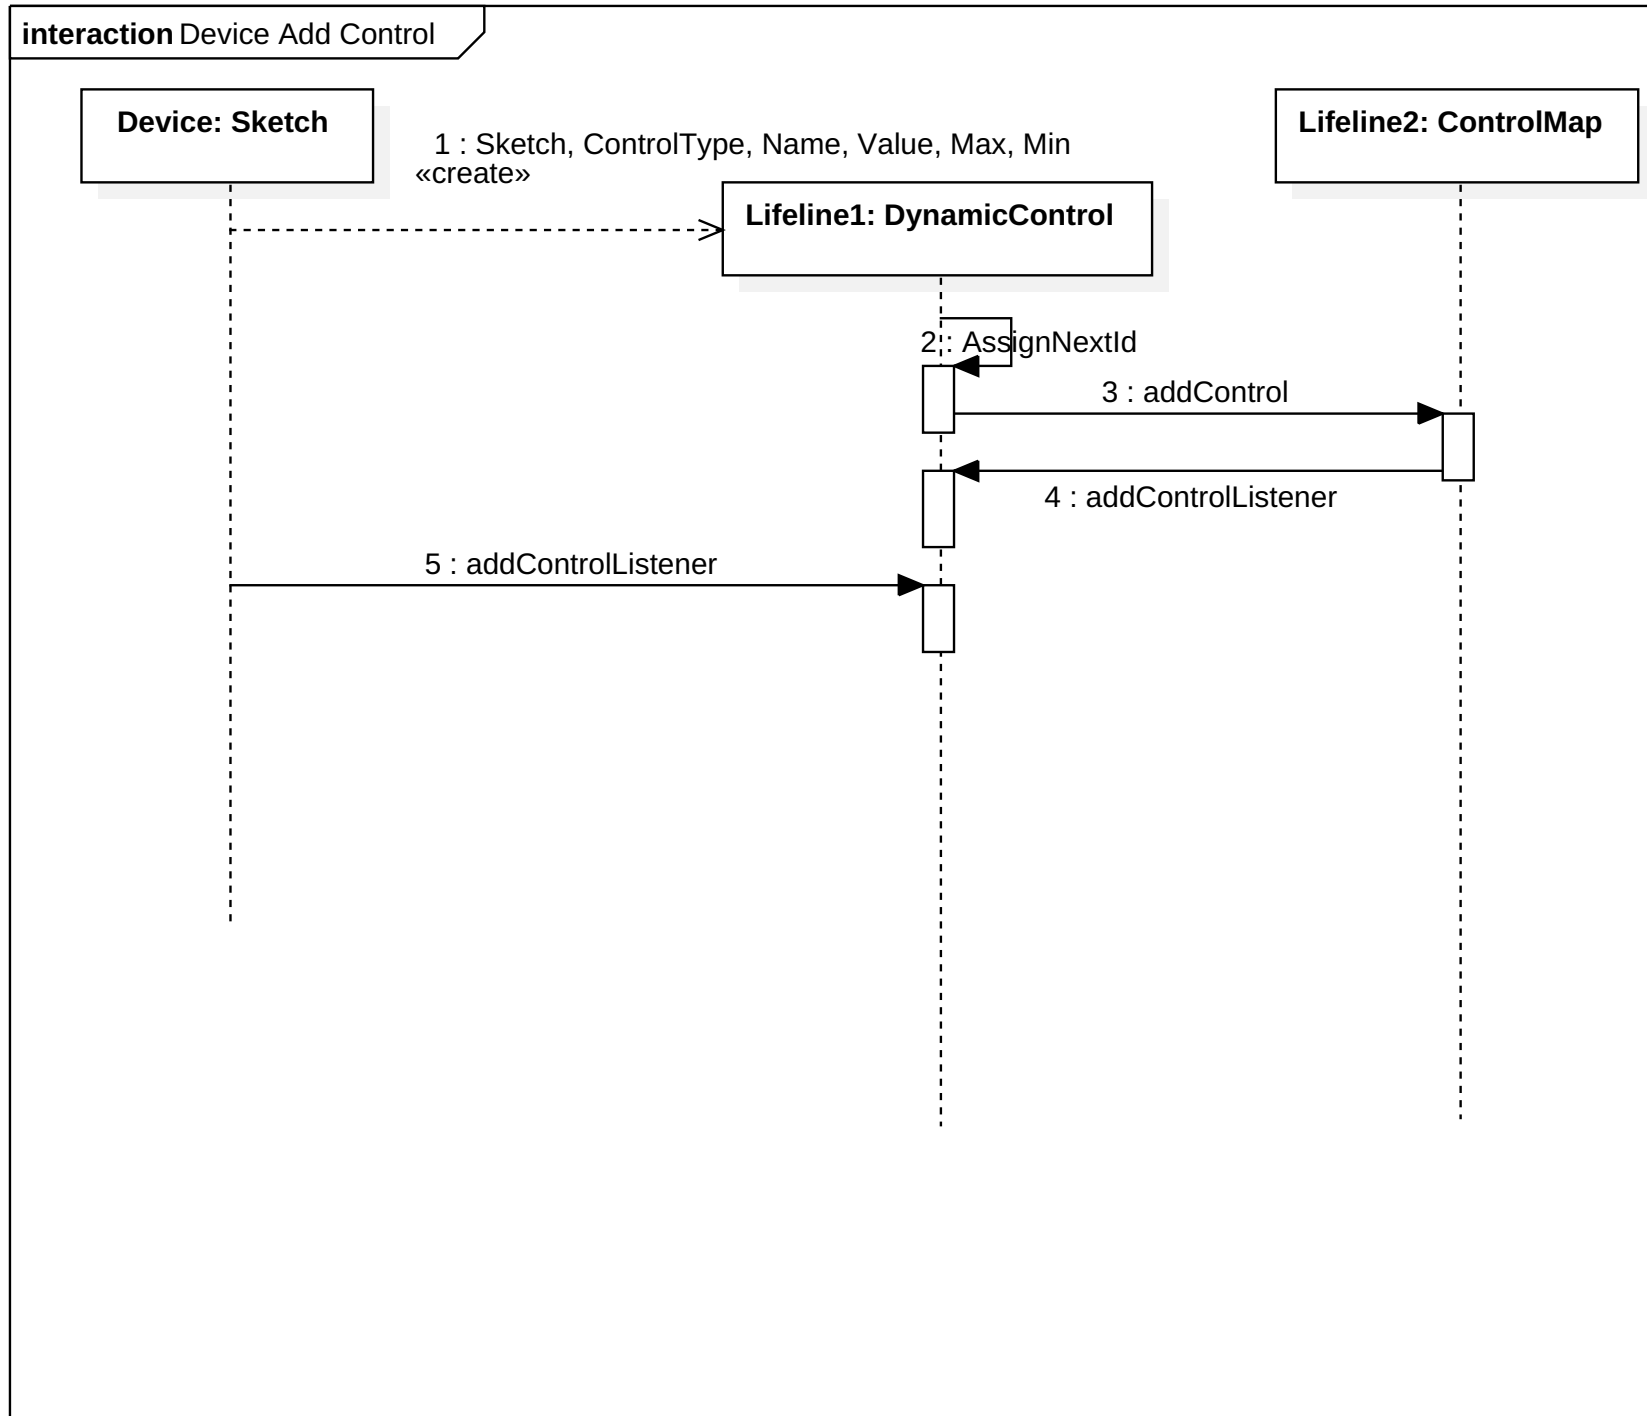 interaction Device Add Control
Device: Sketch
Lifeline2: ControlMap
1 : Sketch, ControlType, Name, Value, Max, Min
«create»
Lifeline1: DynamicControl
2 : AssignNextId
3 : addControl
4 : addControlListener
5 : addControlListener